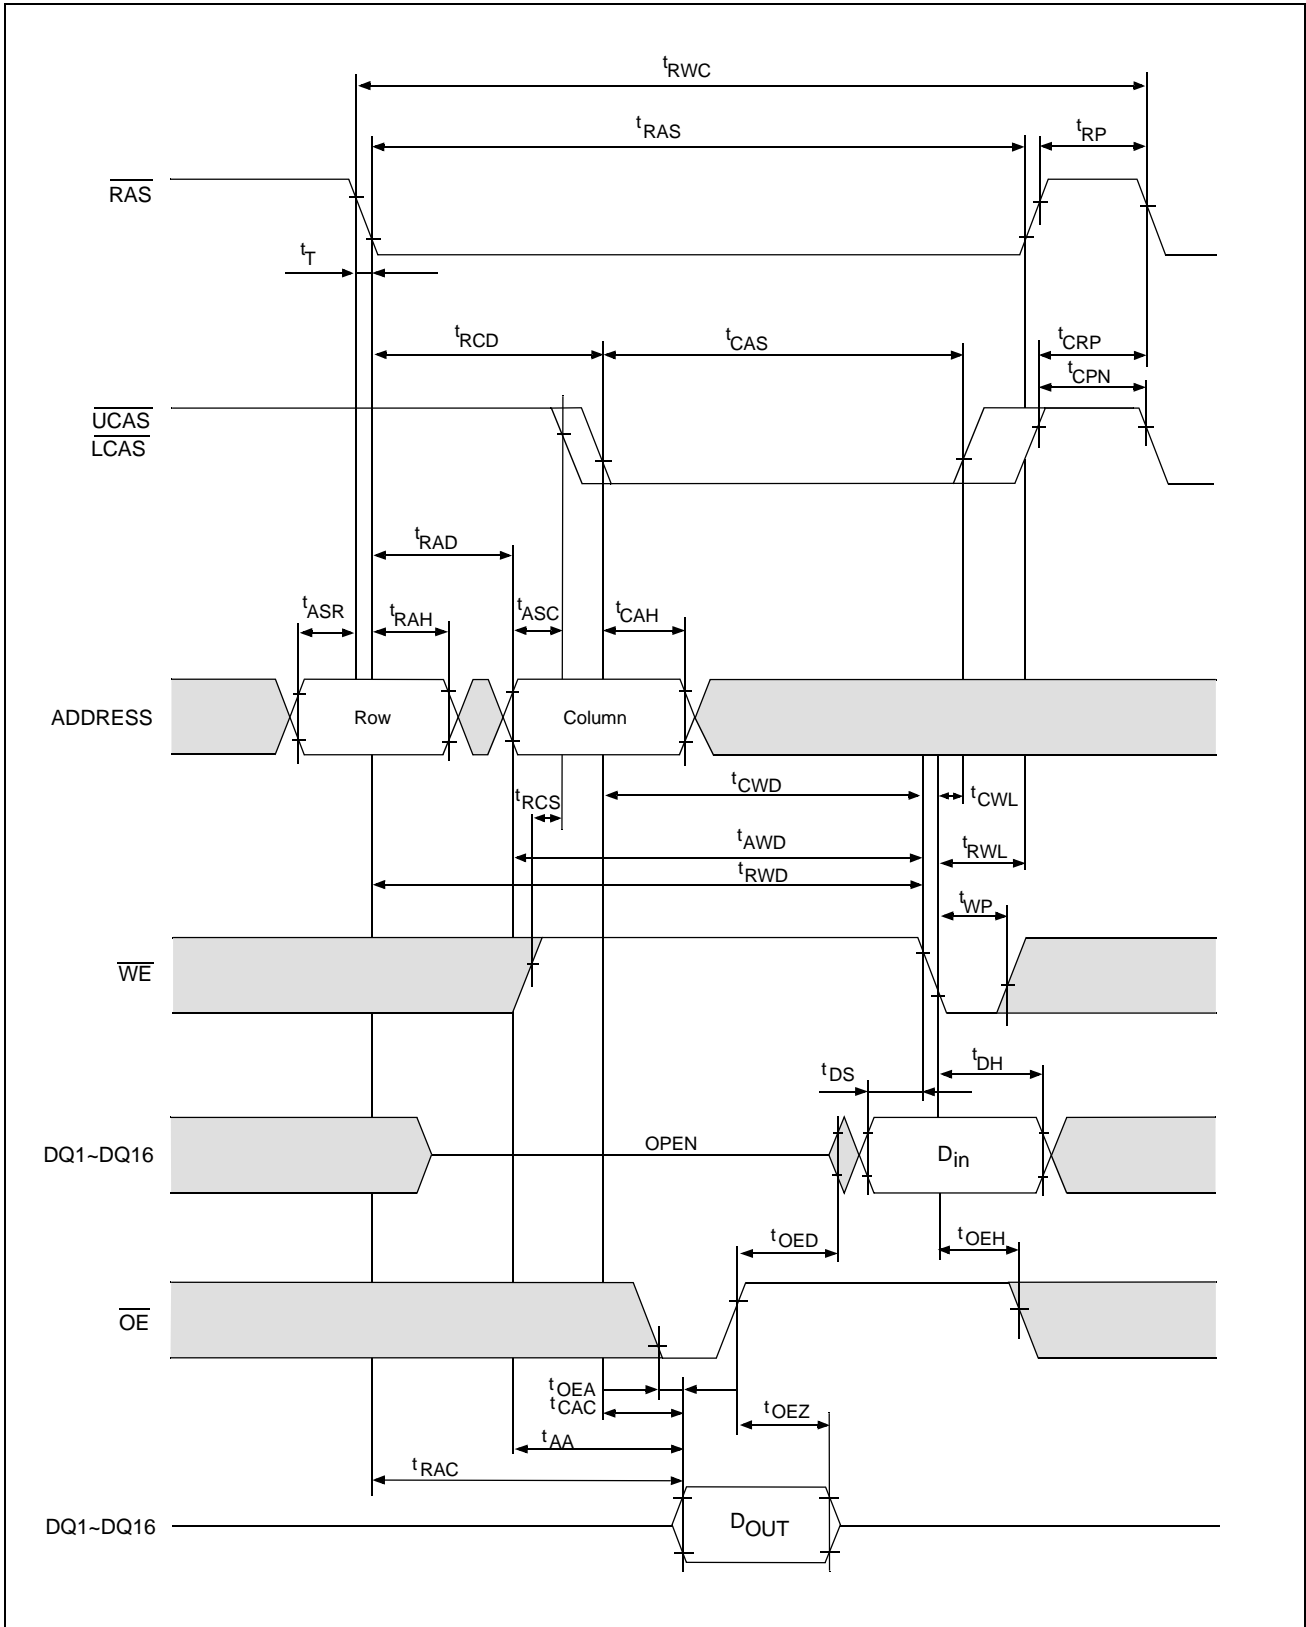 tRWC
tRAS
tRP
RAS
tT
tRCD
tCAS
tCRP
tCPN
UCAS
LCAS
tRAD
tASR
tRAH
tASC
tCAH
ADDRESS
Row
Column
tCWD
tRCS
tCWL
tAWD
tRWL
tRWD
tWP
WE
tDS
tDH
DQ1~DQ16
OPEN
Din
tOED
tOEH
OE
tOEA
tCAC
tOEZ
tAA
tRAC
DQ1~DQ16
DOUT